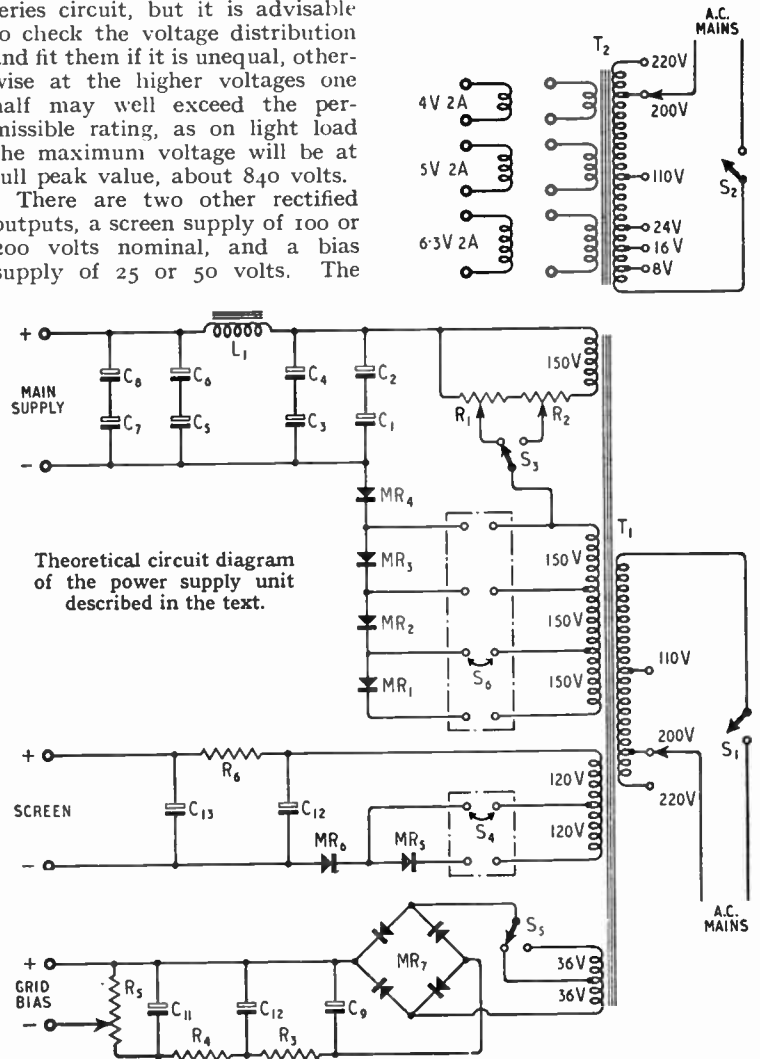 eries circuit, but it is advisable
to check the voltage distribution
and fit them if it is unequal, other-
wise at the higher voltages one
half may well exceed the per-
missible rating, as on light load
the maximum voltage will be at
full peak value, about 840 volts.
There are two other rectified
outputs, a screen supply of 100 or
200 volts nominal, and a bias
supply of 25 or 50 volts. The
A.C.
MAINS
T2
220V
200V
4V 2A
5V 2A
110V
S2
6·3V 2A
24V
16V
8V
+
L1
150V
C8
C6
C4
C2
MAIN
SUPPLY
R1
R2
C7
C5
C3
C1
S3
-
MR4
T1
Theoretical circuit diagram
of the power supply unit
described in the text.
MR3
150V
MR2
150V
110V
S6
MR1
150V
S1
200V
+
R6
120V
220V
SCREEN
C13
C12
S4
120V
MR6
MR5
-
A.C.
MAINS
S5
+
MR7
36V
GRID
BIAS
R5
36V
C11
C12
C9
-
R4
R3